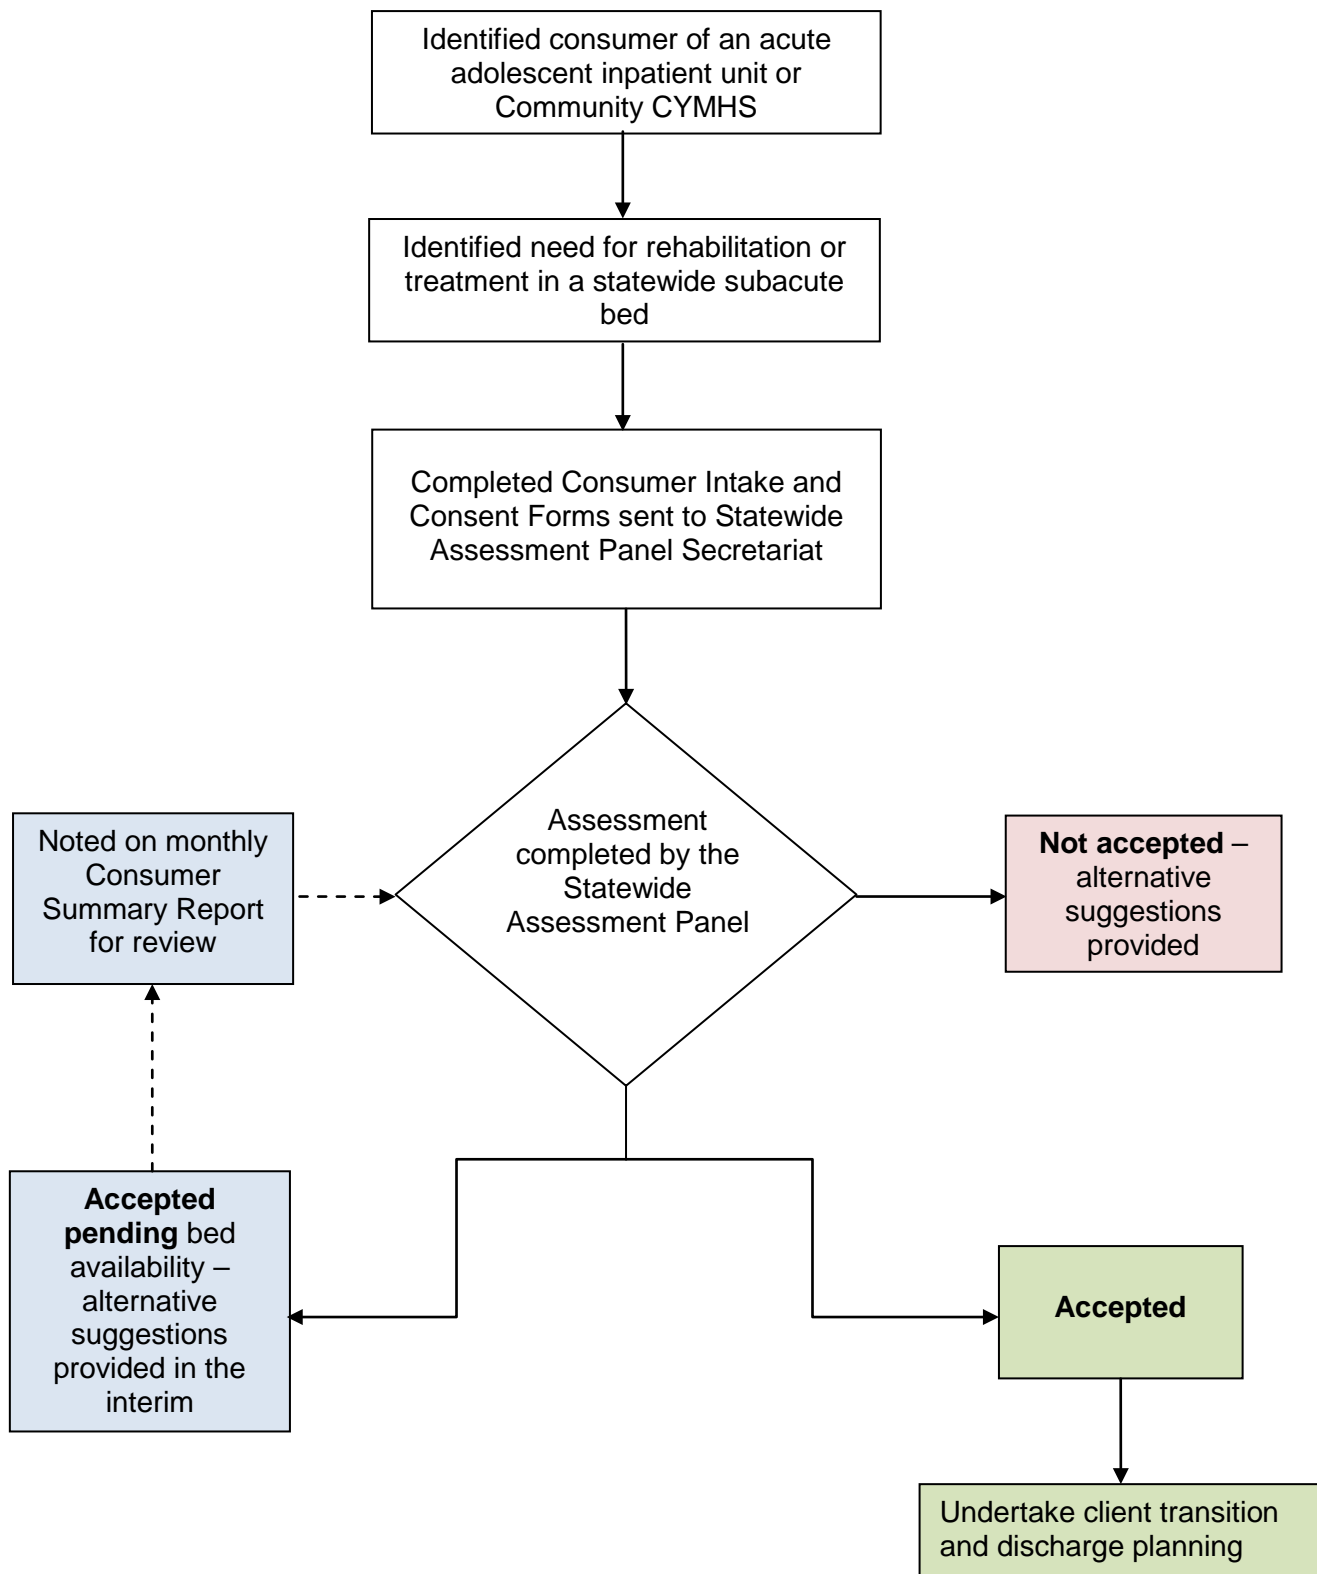 Identified consumer of an acute
adolescent inpatient unit or
Community CYMHS
Identified need for rehabilitation or
treatment in a statewide subacute
bed
Completed Consumer Intake and
Consent Forms sent to Statewide
Assessment Panel Secretariat
Assessment
completed by the
Statewide
Assessment Panel
Noted on monthly
Consumer
Summary Report
for review
Not accepted –
alternative
suggestions
provided
Accepted
pending bed
availability –
alternative
suggestions
provided in the
interim
Accepted
Undertake client transition
and discharge planning